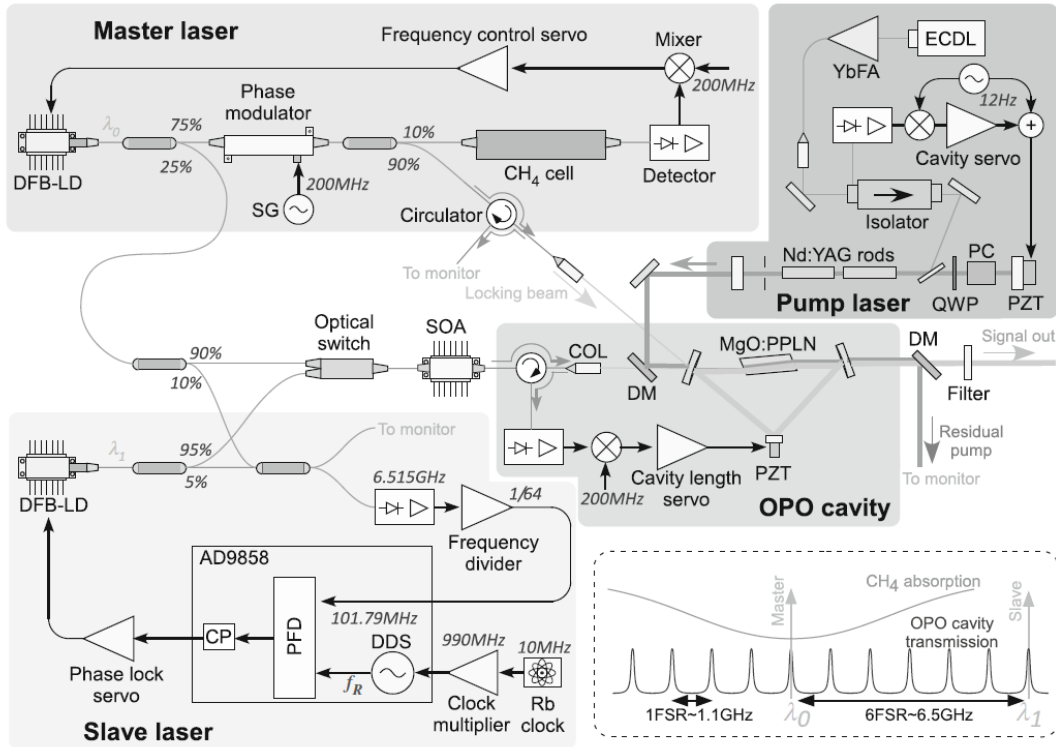 Master laser
Frequency control servo
Mixer
200MHz
Phase
modulator
λ0
75%
25%
DFB-LD
200MHz
SG
10%
90%
CH4 cell
Detector
Circulator
To monitor
Locking beam
ECDL
YbFA
12Hz
Cavity servo
Isolator
Nd:YAG rods
PC
Pump laser
QWP
PZT
Optical
switch
SOA
90%
10%
COL
DM
MgO:PPLN
DM
Signal out
Filter
Residual
pump
To monitor
PZT
200MHz
Cavity length
servo
OPO cavity
λ1
95%
5%
DFB-LD
To monitor
6.515GHz
1/64
Frequency
divider
AD9858
101.79MHz
PFD
CP
DDS
fR
990MHz
10MHz
Clock
multiplier
Rb
clock
Phase lock
servo
Slave laser
CH4 absorption
Master
Slave
OPO cavity
transmission
1FSR~1.1GHz
λ0
6FSR~6.5GHz
λ1